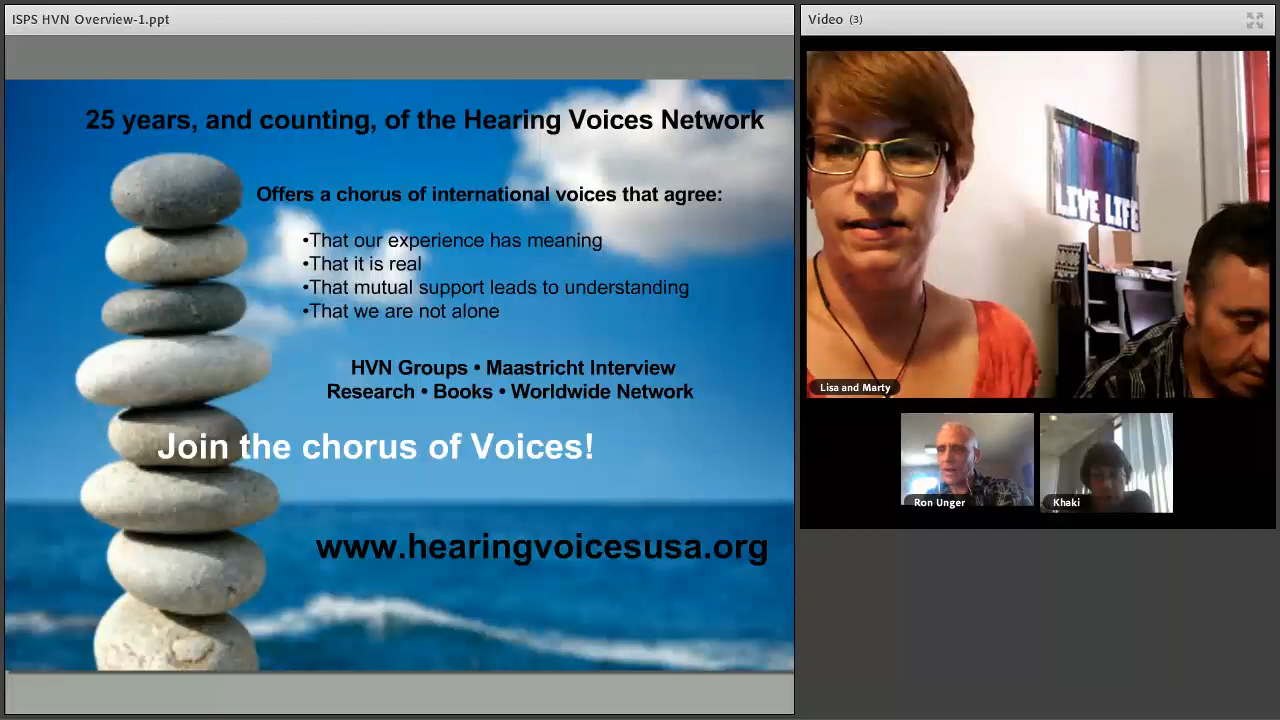 ISPS HVN Overview-1.ppt
25 years, and counting, of the Hearing Voices Network
Offers a chorus of international voices that agree:
•That our experience has meaning
•That it is real
•That mutual support leads to understanding
•That we are not alone
HVN Groups • Maastricht Interview
Research • Books • Worldwide Network
Join the chorus of Voices!
www.hearingvoicesusa.org
Video (3)
LIVE LIFE
Lisa and Marty
Ron Unger
Khaki